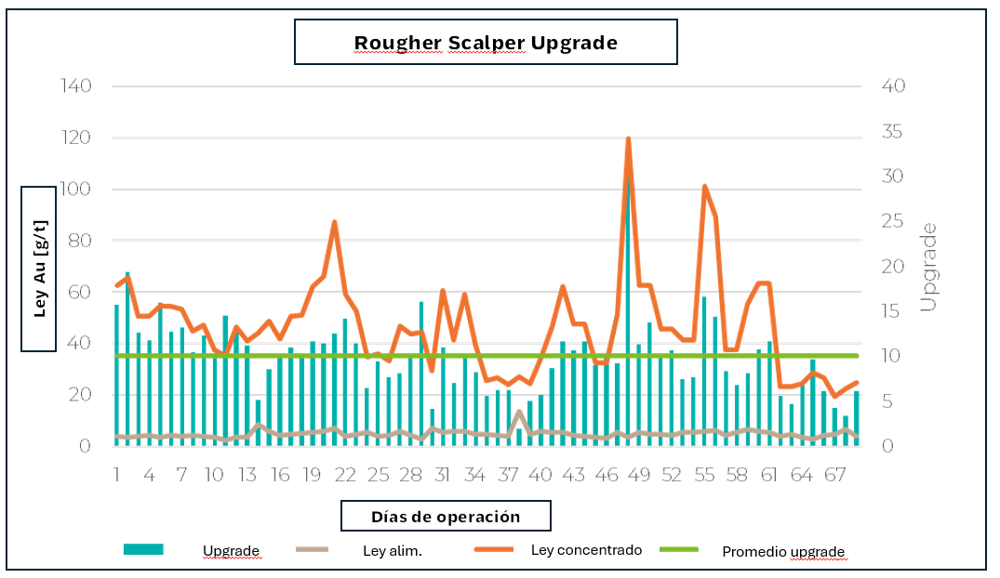 Rougher Scalper Upgrade
140
120
100
80
60
40
20
0
Ley Au [g/t]
40
35
30
25
20
15
10
5
0
Upgrade
1 4 7 10 13 16 19 22 25 28 31 34 37 40 43 46 49 52 55 58 61 64 67
Días de operación
Upgrade Ley alim. Ley concentrado Promedio upgrade